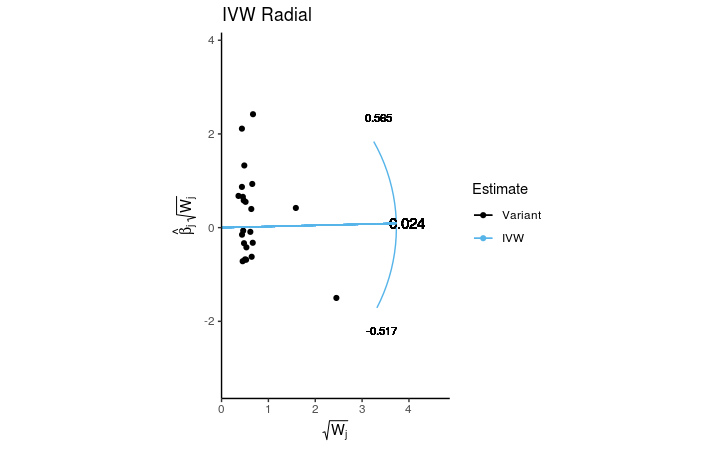 IVW Radial
4
2
0
-2
β̂ⱼ√Wⱼ
0.565
0.024
-0.517
0 1 2 3 4
√Wⱼ
Estimate
Variant
IVW